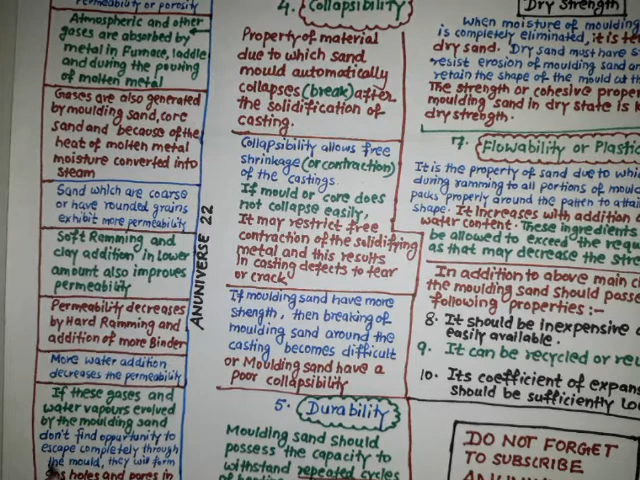 Permeability or porosity
Atmospheric and other
gases are absorbed by
metal in Furnace, laddle
and during the pouring
of molten metal
Gases are also generated
by moulding sand, core
sand and because of the
heat of molten metal
moisture converted into
steam
Sand which are coarse
or have rounded grains
exhibit more permeability
Soft Ramming and
clay addition in Lower
amount also improves
permeability
Permeability decreases
by Hard Ramming and
addition of more Binder
More water addition
decreases the permeability
If these gases and
water vapours evolved
by the moulding sand
don't find opportunity to
escape completely through
the mould, they will form
gas holes and pores in
ANUNIVERSE 22
4. Collapsibility
Property of material
due to which sand
mould automatically
collapses (break) after
the solidification of
casting.
Collapsibility allows free
shrinkage (or contraction)
of the castings.
If mould or core does
not collapse easily,
It may restrict free
contraction of the solidifying
metal and this results
in casting defects to tear
or crack
If moulding sand have more
strength, then breaking of
moulding sand around the
casting becomes difficult
or Moulding sand have a
Poor collapsibility
5. Durability
Moulding sand should
possess the capacity to
withstand repeated cycles
Dry Strength
When moisture of moulding
is completely eliminated, it is
dry sand. Dry sand must have
resist erosion of moulding sand
retain the shape of the mould at
The strength or cohesive
moulding sand in dry state is
dry strength.
7. Flowability or
It is the property of sand due to
during ramming to all portions of
packs properly around the pattern to
shape. It Increases with addition
water content. These ingredients
be allowed to exceed the
as that may decrease the
In addition to above main
the moulding sand should
following properties :-
8. It should be inexpensive
easily available.
9. It can be recycled or
10. Its coefficient of
should be sufficiently
DO NOT FORGET
TO SUBSCRIBE